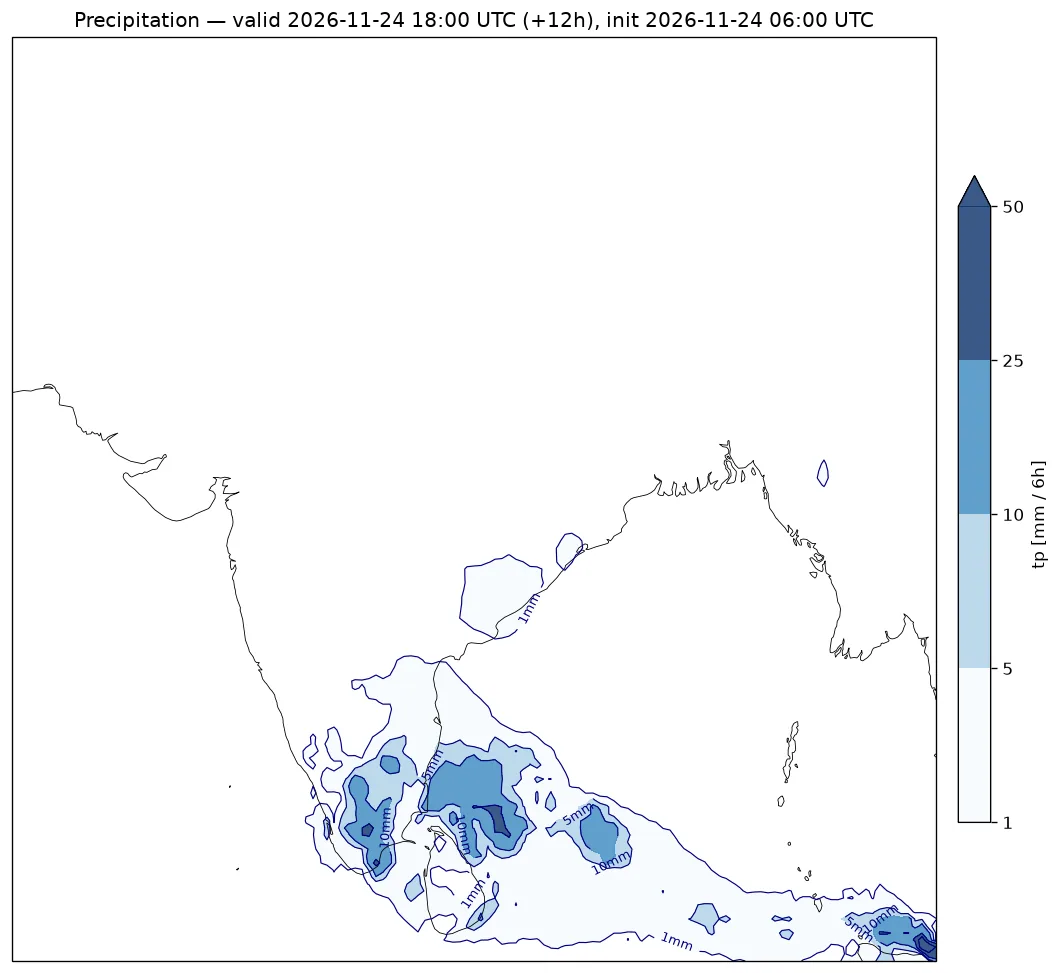 Precipitation — valid 2026-11-24 18:00 UTC (+12h), init 2026-11-24 06:00 UTC
50
25
10
5
1
tp [mm / 6h]
1mm
5mm
10mm
10mm
5mm
10mm
1mm
10mm
5mm
1mm